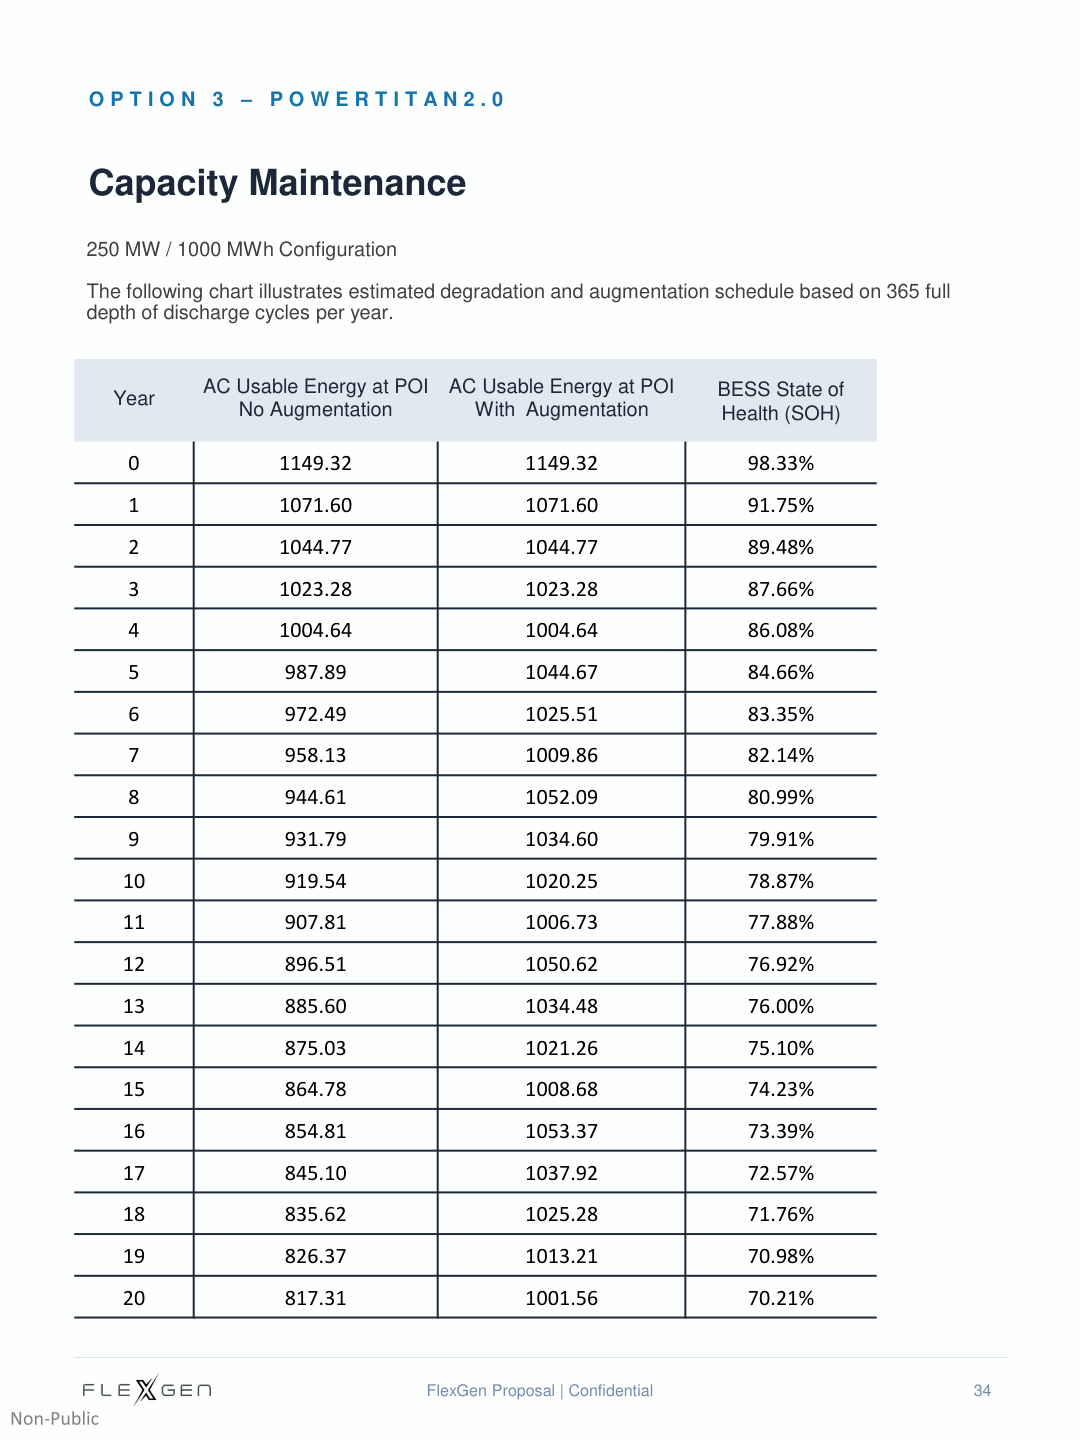 OPTION 3 – POWERTITAN2.0
Capacity Maintenance
250 MW / 1000 MWh Configuration
The following chart illustrates estimated degradation and augmentation schedule based on 365 full
depth of discharge cycles per year.
Year | AC Usable Energy at POI No Augmentation | AC Usable Energy at POI With Augmentation | BESS State of Health (SOH)
0 | 1149.32 | 1149.32 | 98.33%
1 | 1071.60 | 1071.60 | 91.75%
2 | 1044.77 | 1044.77 | 89.48%
3 | 1023.28 | 1023.28 | 87.66%
4 | 1004.64 | 1004.64 | 86.08%
5 | 987.89 | 1044.67 | 84.66%
6 | 972.49 | 1025.51 | 83.35%
7 | 958.13 | 1009.86 | 82.14%
8 | 944.61 | 1052.09 | 80.99%
9 | 931.79 | 1034.60 | 79.91%
10 | 919.54 | 1020.25 | 78.87%
11 | 907.81 | 1006.73 | 77.88%
12 | 896.51 | 1050.62 | 76.92%
13 | 885.60 | 1034.48 | 76.00%
14 | 875.03 | 1021.26 | 75.10%
15 | 864.78 | 1008.68 | 74.23%
16 | 854.81 | 1053.37 | 73.39%
17 | 845.10 | 1037.92 | 72.57%
18 | 835.62 | 1025.28 | 71.76%
19 | 826.37 | 1013.21 | 70.98%
20 | 817.31 | 1001.56 | 70.21%
FLEXGEN
FlexGen Proposal | Confidential
34
Non-Public